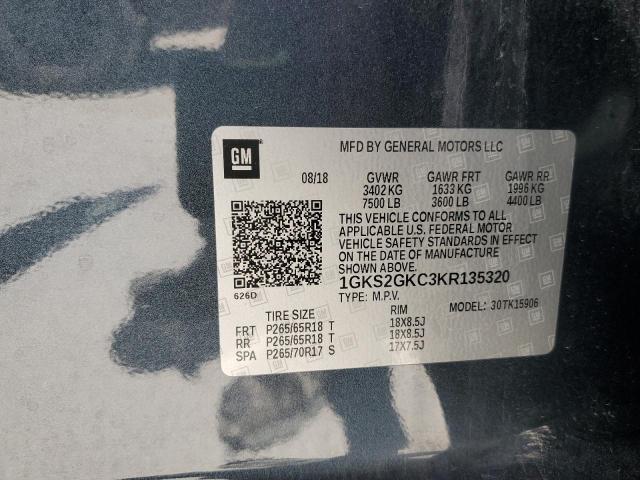 GM
MFD BY GENERAL MOTORS LLC
08/18 GVWR GAWR FRT GAWR RR
3402 KG 1633 KG 1996 KG
7500 LB 3600 LB 4400 LB
THIS VEHICLE CONFORMS TO ALL
APPLICABLE U.S. FEDERAL MOTOR
VEHICLE SAFETY STANDARDS IN EFFECT
ON THE DATE OF MANUFACTURE
SHOWN ABOVE.
626D
1GKS2GKC3KR135320
TYPE: M.P.V. MODEL: 30TK15906
TIRE SIZE RIM
FRT P265/65R18 T 18X8.5J
RR P265/65R18 T 18X8.5J
SPA P265/70R17 S 17X7.5J